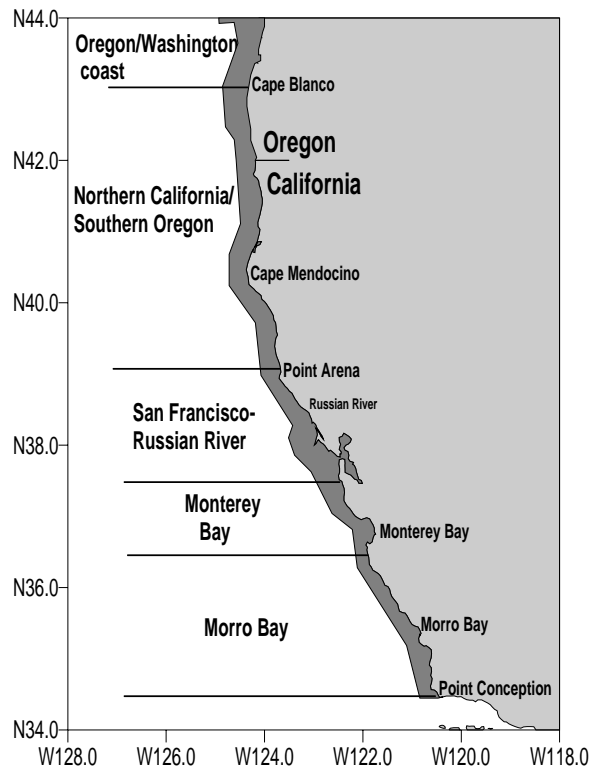 N44.0
Oregon/Washington
coast
Cape Blanco
Oregon
N42.0
California
Northern California/
Southern Oregon
Cape Mendocino
N40.0
Point Arena
Russian River
San Francisco-
Russian River
N38.0
Monterey
Bay
Monterey Bay
N36.0
Morro Bay
Morro Bay
Point Conception
N34.0
W128.0 W126.0 W124.0 W122.0 W120.0 W118.0